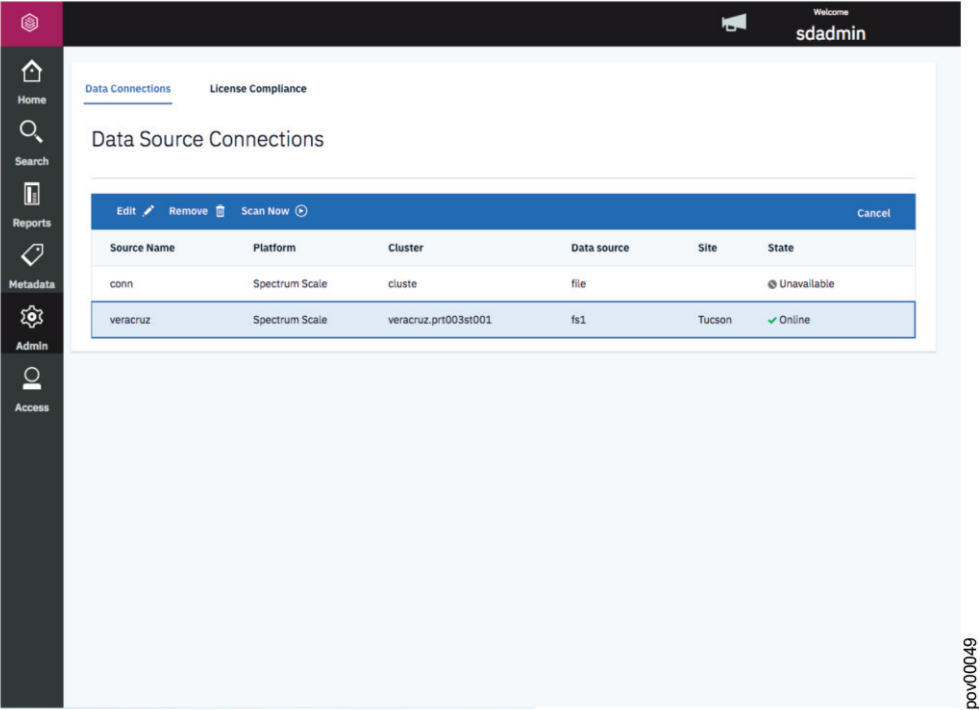 Welcome
sdadmin
Home
Search
Reports
Metadata
Admin
Access
Data Connections License Compliance
Data Source Connections
Edit Remove Scan Now Cancel
Source Name Platform Cluster Data source Site State
conn Spectrum Scale cluste file Unavailable
veracruz Spectrum Scale veracruz.prt003st001 fs1 Tucson Online
pov00049